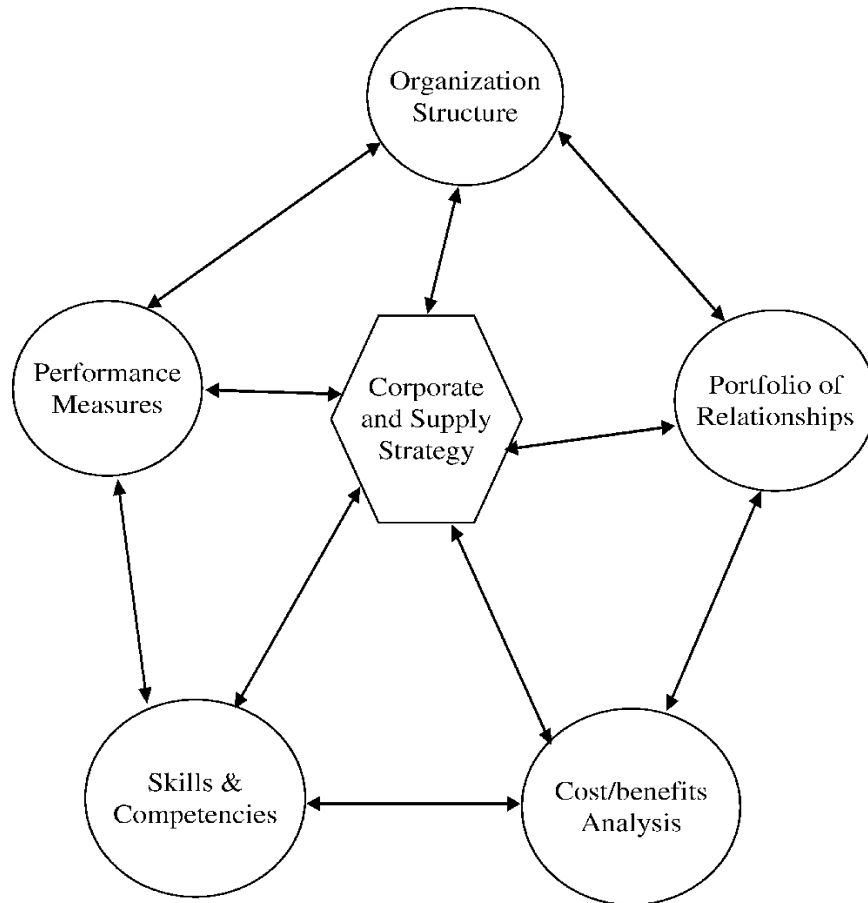 Organization
Structure
Performance
Measures
Corporate
and Supply
Strategy
Portfolio of
Relationships
Skills &
Competencies
Cost/benefits
Analysis